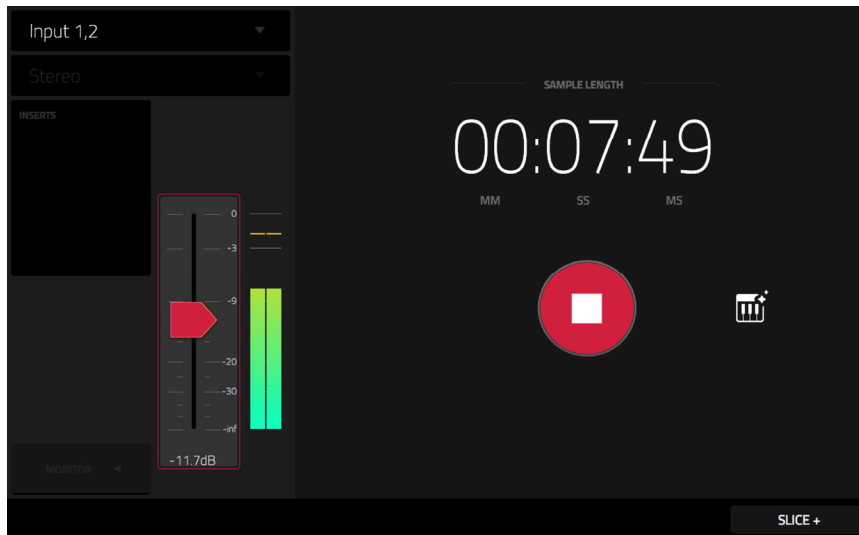 Input 1,2
Stereo
INSERTS
0
-3
-9
-20
-30
-inf
-11.7dB
MONITOR
SAMPLE LENGTH
00:07:49
MM SS MS
SLICE +